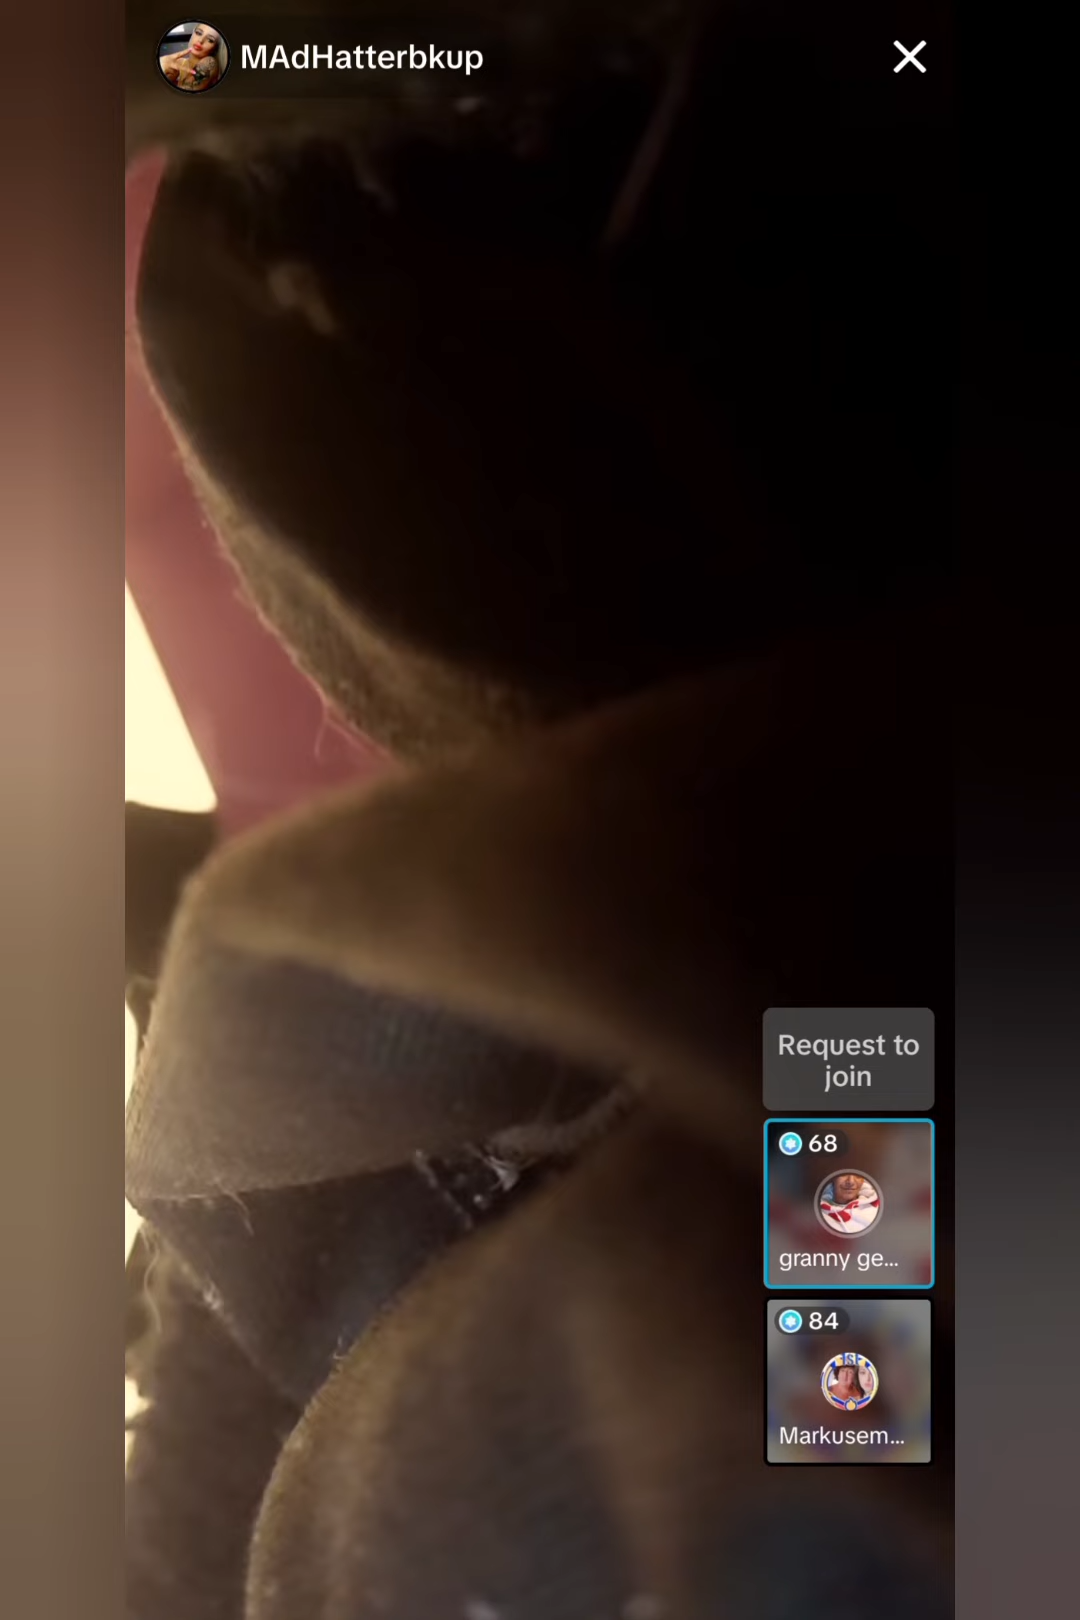 MAdHatterbkup
Request to
join
68
granny ge...
84
Markusem...